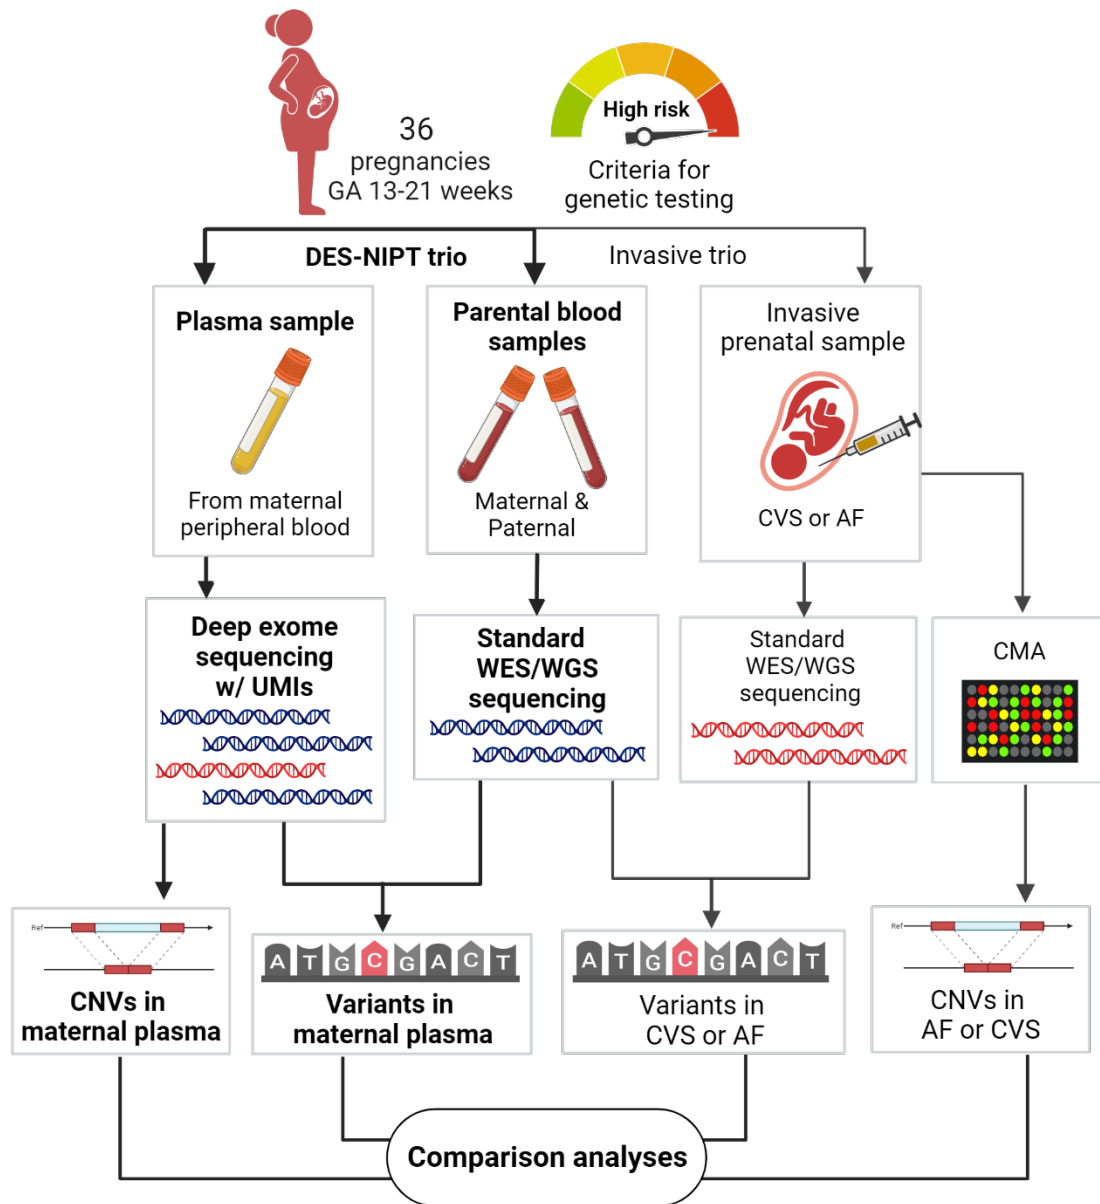 36
pregnancies
GA 13-21 weeks
High risk
Criteria for
genetic testing
DES-NIPT trio
Invasive trio
Plasma sample
From maternal
peripheral blood
Parental blood
samples
Maternal &
Paternal
Invasive
prenatal sample
CVS or AF
Deep exome
sequencing
w/ UMIs
Standard
WES/WGS
sequencing
Standard
WES/WGS
sequencing
CMA
Ref
CNVs in
maternal plasma
ATGCGACT
Variants in
maternal plasma
ATGCGACT
Variants in
CVS or AF
Ref
CNVs in
AF or CVS
Comparison analyses